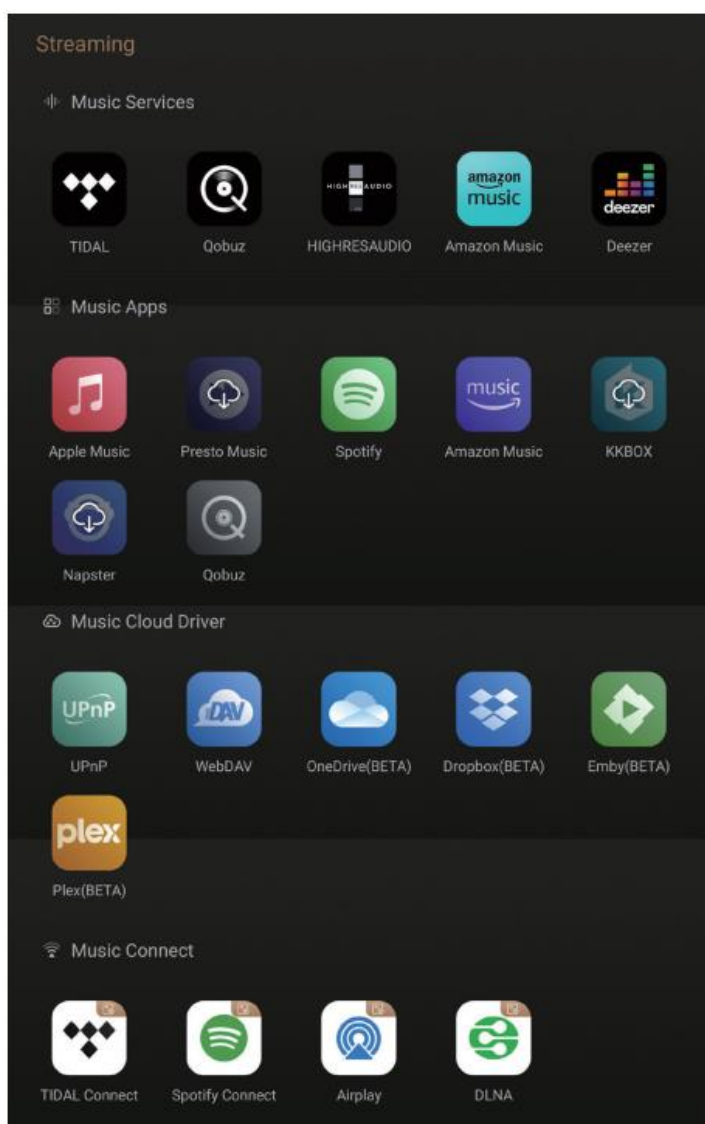 Streaming
Music Services
HIGHRESAUDIO
amazon
music
deezer
TIDAL Qobuz HIGHRESAUDIO Amazon Music Deezer
Music Apps
music
Apple Music Presto Music Spotify Amazon Music KKBOX
Napster Qobuz
Music Cloud Driver
UPnP DAV
UPnP WebDAV OneDrive(BETA) Dropbox(BETA) Emby(BETA)
plex
Plex(BETA)
Music Connect
TIDAL Connect Spotify Connect Airplay DLNA